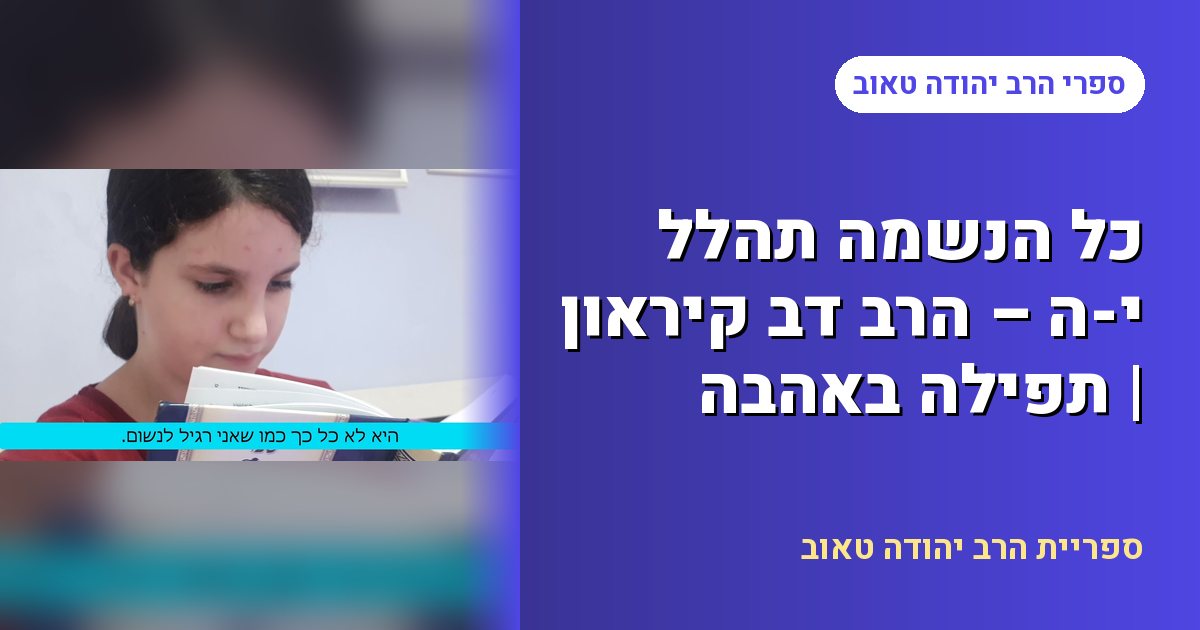 ספרי הרב יהודה טאוב
כל הנשמה תהלל
י-ה – הרב דב קיראון
| תפילה באהבה
ספריית הרב יהודה טאוב
היא לא כל כך כמו שאני רגיל לנשום.